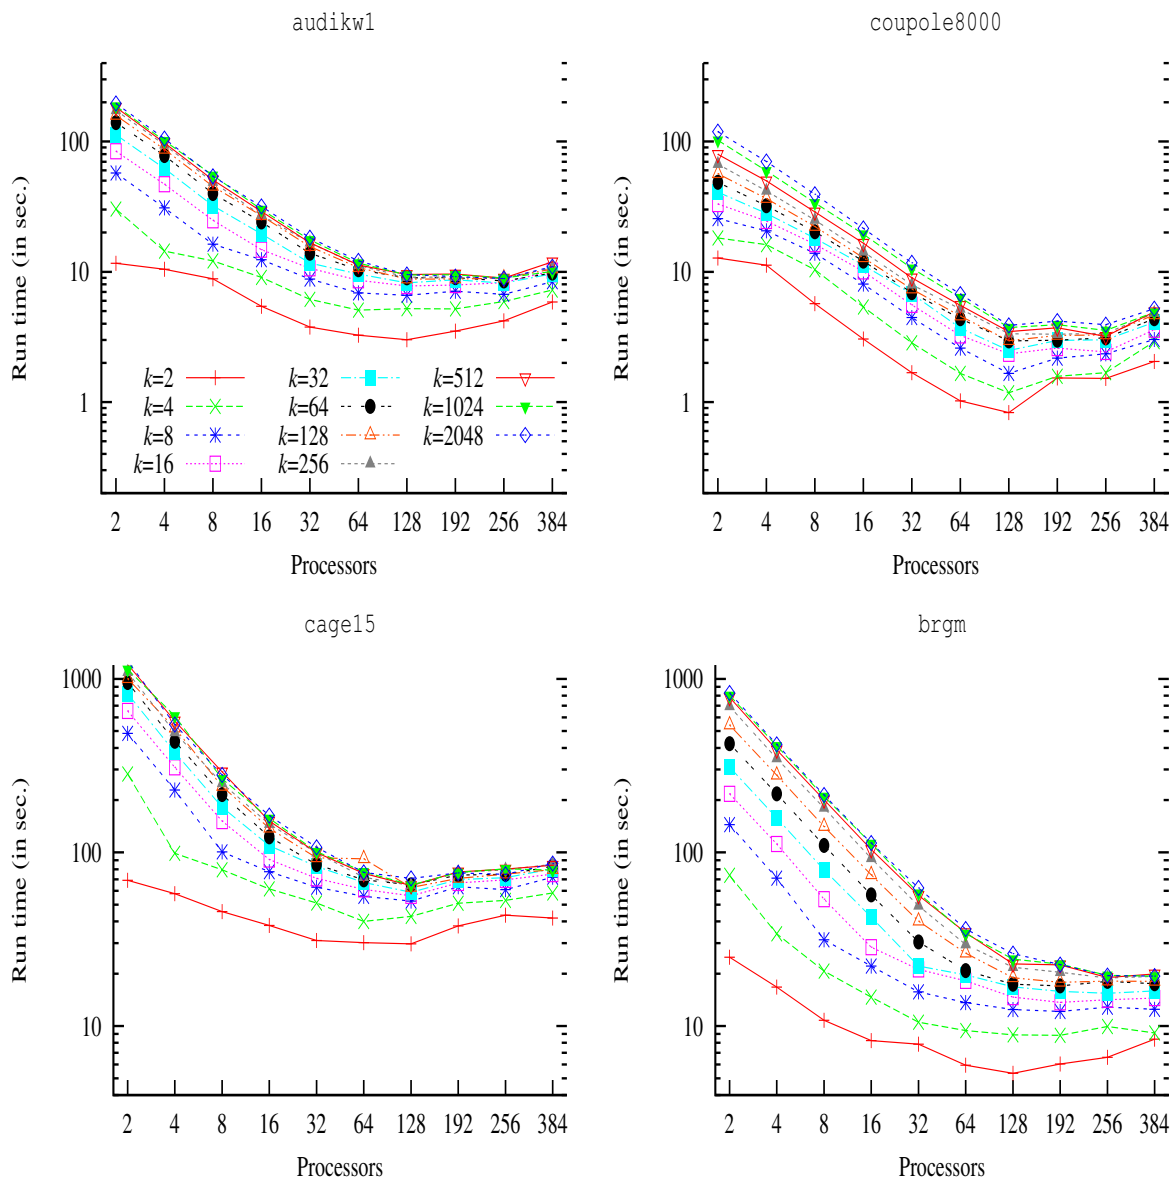 audikw1
coupole8000
Run time (in sec.)
100
10
1
k=2
k=4
k=8
k=16
k=32
k=64
k=128
k=256
k=512
k=1024
k=2048
2 4 8 16 32 64 128 192 256 384
Processors
Run time (in sec.)
100
10
1
2 4 8 16 32 64 128 192 256 384
Processors
cage15
brgm
Run time (in sec.)
1000
100
10
2 4 8 16 32 64 128 192 256 384
Processors
Run time (in sec.)
1000
100
10
2 4 8 16 32 64 128 192 256 384
Processors